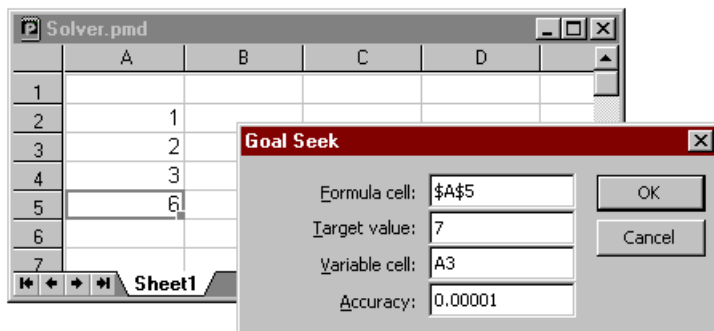 Solver.pmd
A B C D
1
2 1
3 2
4 3
5 6
6
7
Sheet1
Goal Seek
Formula cell: $A$5
OK
Target value: 7
Cancel
Variable cell: A3
Accuracy: 0.00001